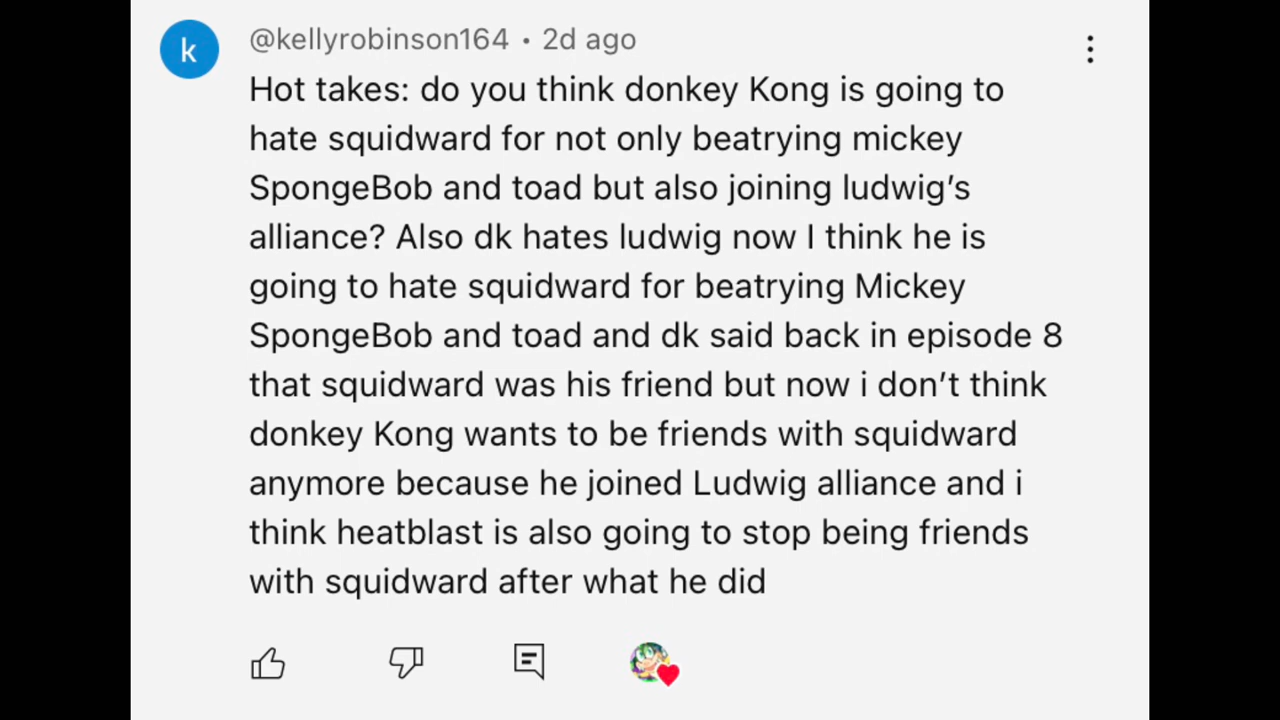 k
@kellyrobinson164 • 2d ago
Hot takes: do you think donkey Kong is going to
hate squidward for not only beatrying mickey
SpongeBob and toad but also joining ludwig’s
alliance? Also dk hates ludwig now I think he is
going to hate squidward for beatrying Mickey
SpongeBob and toad and dk said back in episode 8
that squidward was his friend but now i don’t think
donkey Kong wants to be friends with squidward
anymore because he joined Ludwig alliance and i
think heatblast is also going to stop being friends
with squidward after what he did